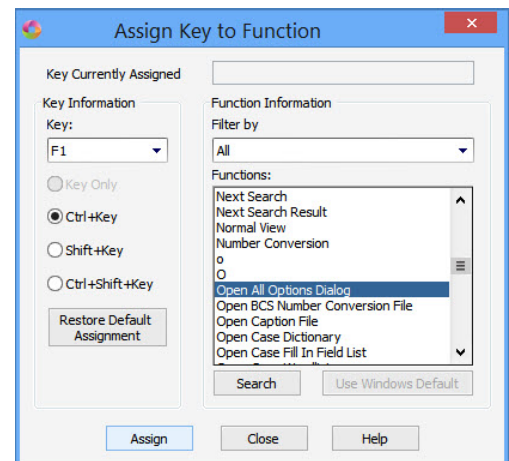 Assign Key to Function
Key Currently Assigned
Key Information
Key:
F1
Key Only
Ctrl+Key
Shift+Key
Ctrl+Shift+Key
Restore Default
Assignment
Function Information
Filter by
All
Functions:
Next Search
Next Search Result
Normal View
Number Conversion
o
O
Open All Options Dialog
Open BCS Number Conversion File
Open Caption File
Open Case Dictionary
Open Case Fill In Field List
Search
Use Windows Default
Assign
Close
Help